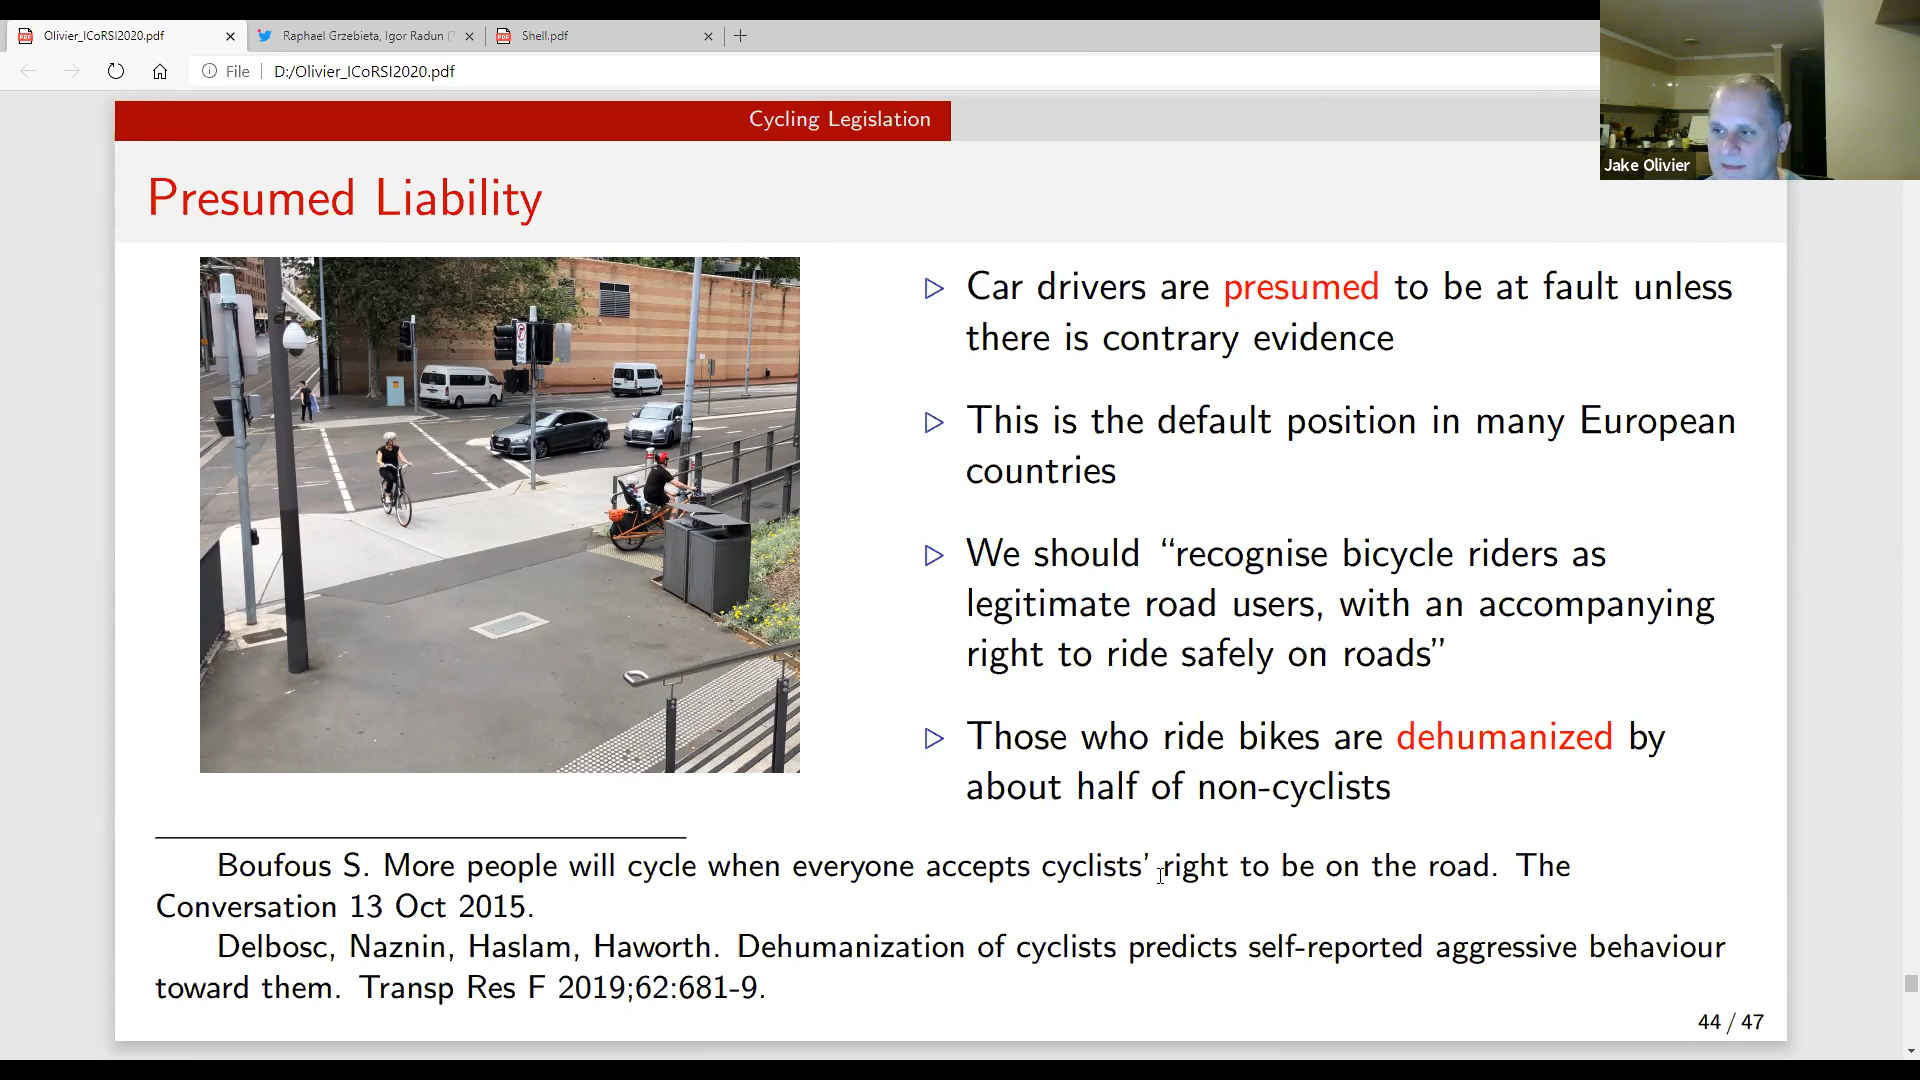 Olivier_ICoRSI2020.pdf
Raphael Grzebieta, Igor Radun (
Shell.pdf
File
D:/Olivier_ICoRSI2020.pdf
Jake Olivier
Cycling Legislation
Presumed Liability
▷ Car drivers are presumed to be at fault unless
there is contrary evidence
▷ This is the default position in many European
countries
▷ We should “recognise bicycle riders as
legitimate road users, with an accompanying
right to ride safely on roads”
▷ Those who ride bikes are dehumanized by
about half of non-cyclists
Boufous S. More people will cycle when everyone accepts cyclists’ right to be on the road. The
Conversation 13 Oct 2015.
Delbosc, Naznin, Haslam, Haworth. Dehumanization of cyclists predicts self-reported aggressive behaviour
toward them. Transp Res F 2019;62:681-9.
44 / 47